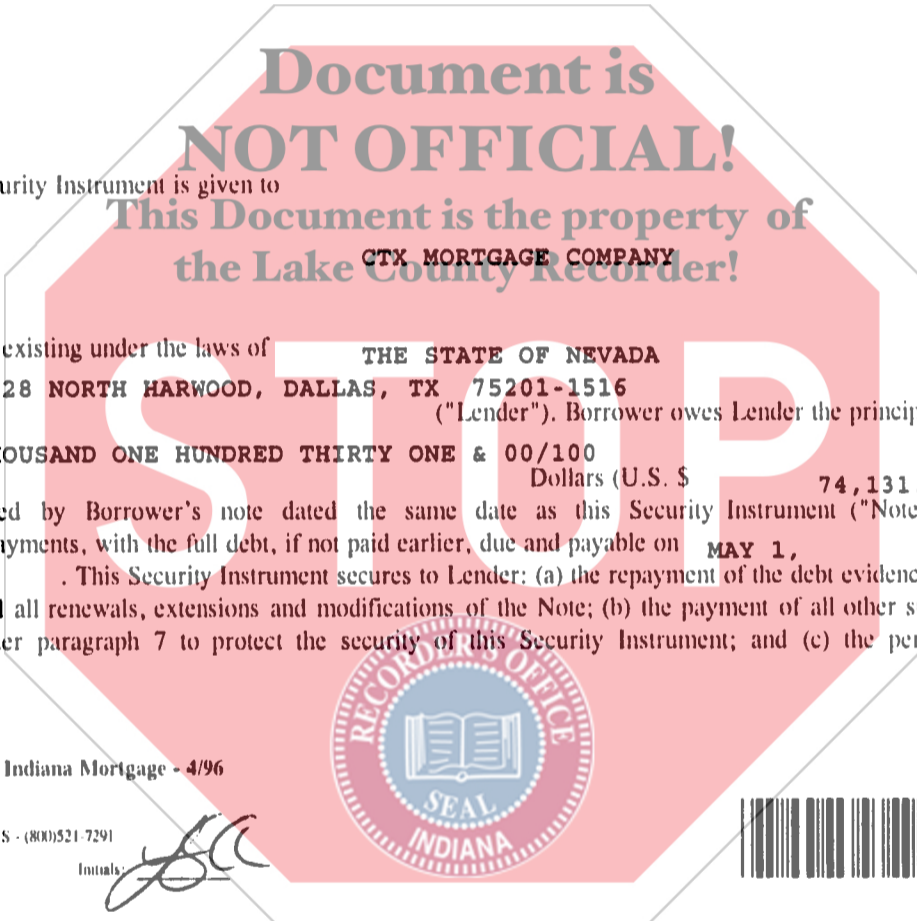 Document is
NOT OFFICIAL!
urity Instrument is given to
This Document is the property of
CTX MORTGAGE COMPANY
the Lake County Recorder!
existing under the laws of THE STATE OF NEVADA
28 NORTH HARWOOD, DALLAS, TX 75201-1516
("Lender"). Borrower owes Lender the princip
OUSAND ONE HUNDRED THIRTY ONE & 00/100
Dollars (U.S. $ 74,131
ed by Borrower's note dated the same date as this Security Instrument ("Note
ayments, with the full debt, if not paid earlier, due and payable on MAY 1,
. This Security Instrument secures to Lender: (a) the repayment of the debt evidenc
all renewals, extensions and modifications of the Note; (b) the payment of all other s
er paragraph 7 to protect the security of this Security Instrument; and (c) the per
STOP
RECORDER'S OFFICE
SEAL
INDIANA
Indiana Mortgage - 4/96
S - (800)521-7291
Initials: